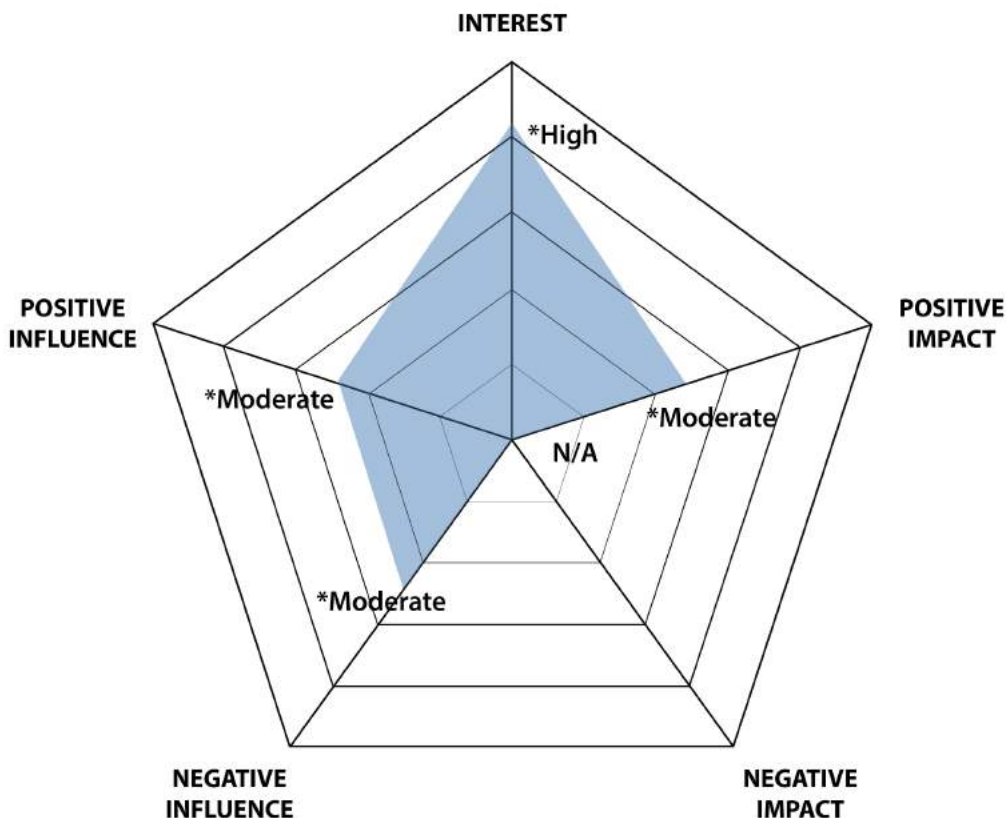 INTEREST
*High
POSITIVE
INFLUENCE
POSITIVE
IMPACT
*Moderate
*Moderate
N/A
*Moderate
NEGATIVE
INFLUENCE
NEGATIVE
IMPACT